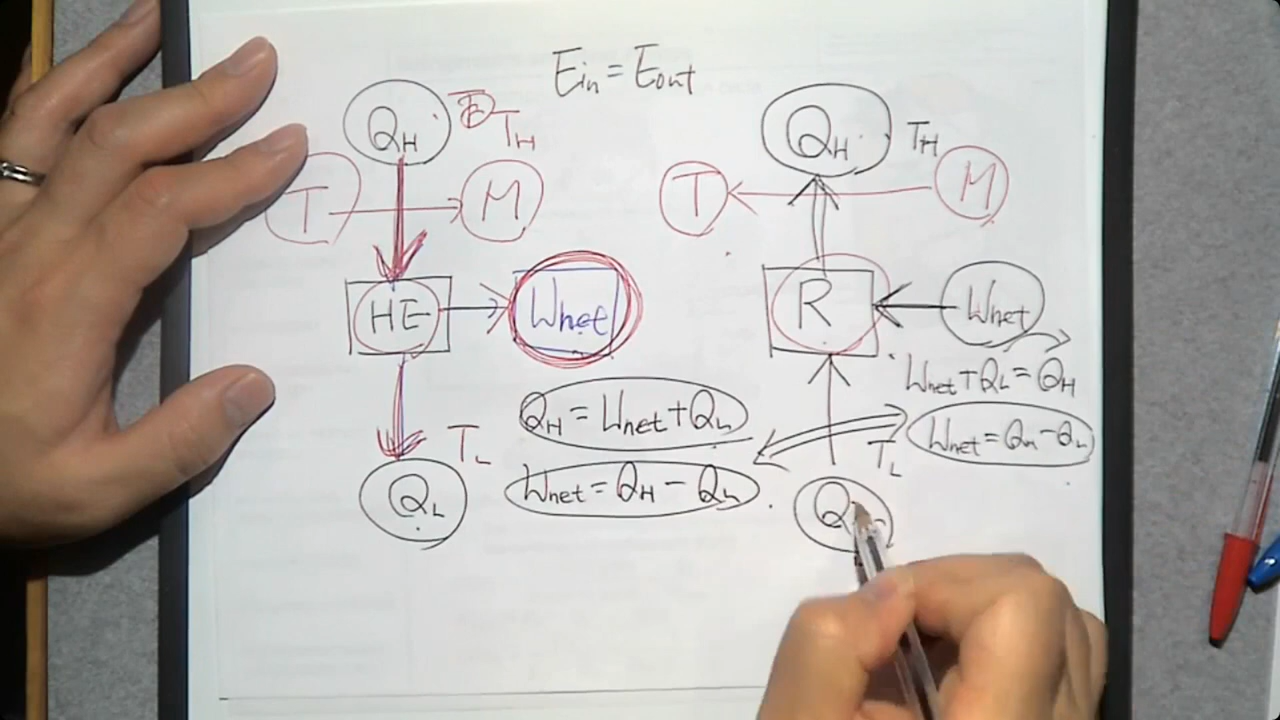 Ein = Eout
QH TH
T M
HE Wnet
QH = Wnet + QL
TL
Wnet = QH - QL
QL
QH TH
T M
R Wnet
Wnet + QL = QH
Wnet = QH - QL
TL
Q